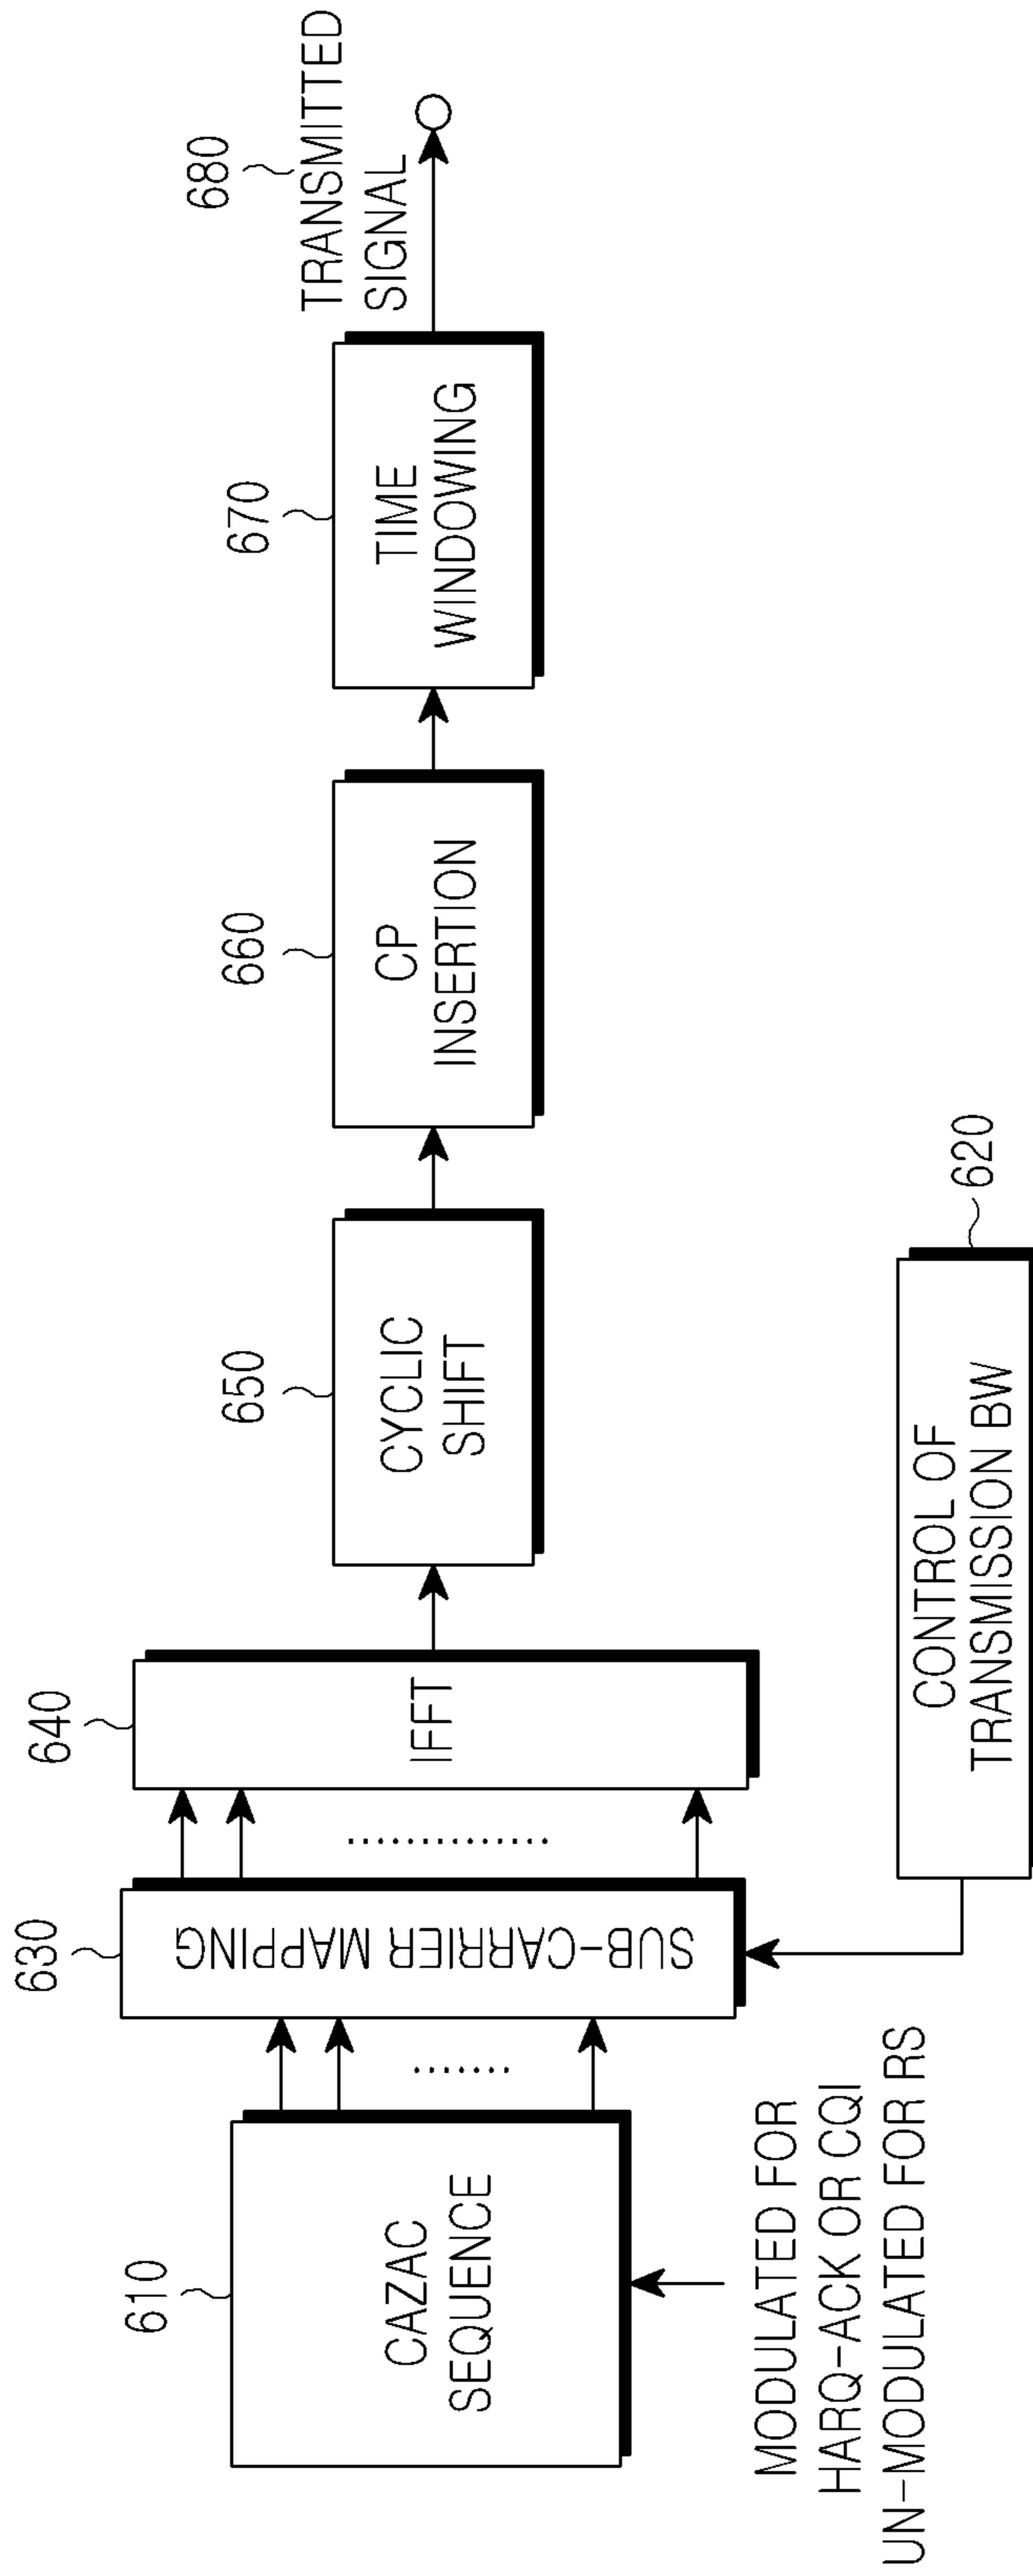 610
CAZAC
SEQUENCE
MODULATED FOR
HARQ-ACK OR CQI
UN-MODULATED FOR RS
630
SUB-CARRIER MAPPING
640
IFFT
620
CONTROL OF
TRANSMISSION BW
650
CYCLIC
SHIFT
660
CP
INSERTION
670
TIME
WINDOWING
680
TRANSMITTED
SIGNAL